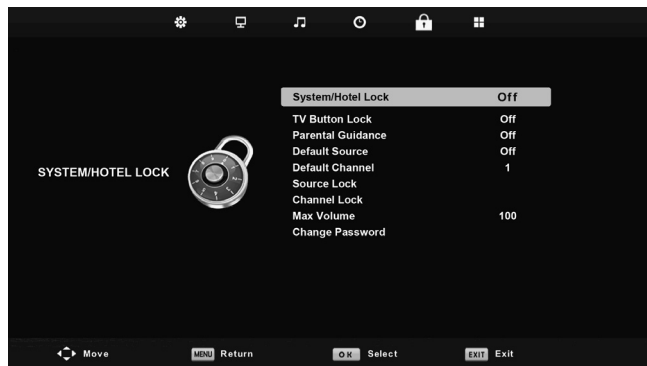 System/Hotel Lock Off
TV Button Lock Off
Parental Guidance Off
Default Source Off
Default Channel 1
SYSTEM/HOTEL LOCK
Source Lock
Channel Lock
Max Volume 100
Change Password
Move MENU Return OK Select EXIT Exit